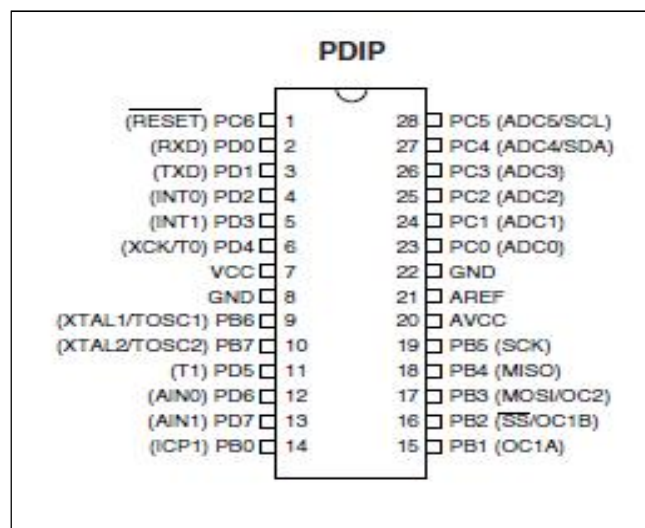 PDIP
(RESET) PC6 1 28 PC5 (ADC5/SCL)
(RXD) PD0 2 27 PC4 (ADC4/SDA)
(TXD) PD1 3 26 PC3 (ADC3)
(INT0) PD2 4 25 PC2 (ADC2)
(INT1) PD3 5 24 PC1 (ADC1)
(XCK/T0) PD4 6 23 PC0 (ADC0)
VCC 7 22 GND
GND 8 21 AREF
(XTAL1/TOSC1) PB6 9 20 AVCC
(XTAL2/TOSC2) PB7 10 19 PB5 (SCK)
(T1) PD5 11 18 PB4 (MISO)
(AIN0) PD6 12 17 PB3 (MOSI/OC2)
(AIN1) PD7 13 16 PB2 (SS/OC1B)
(ICP1) PB0 14 15 PB1 (OC1A)